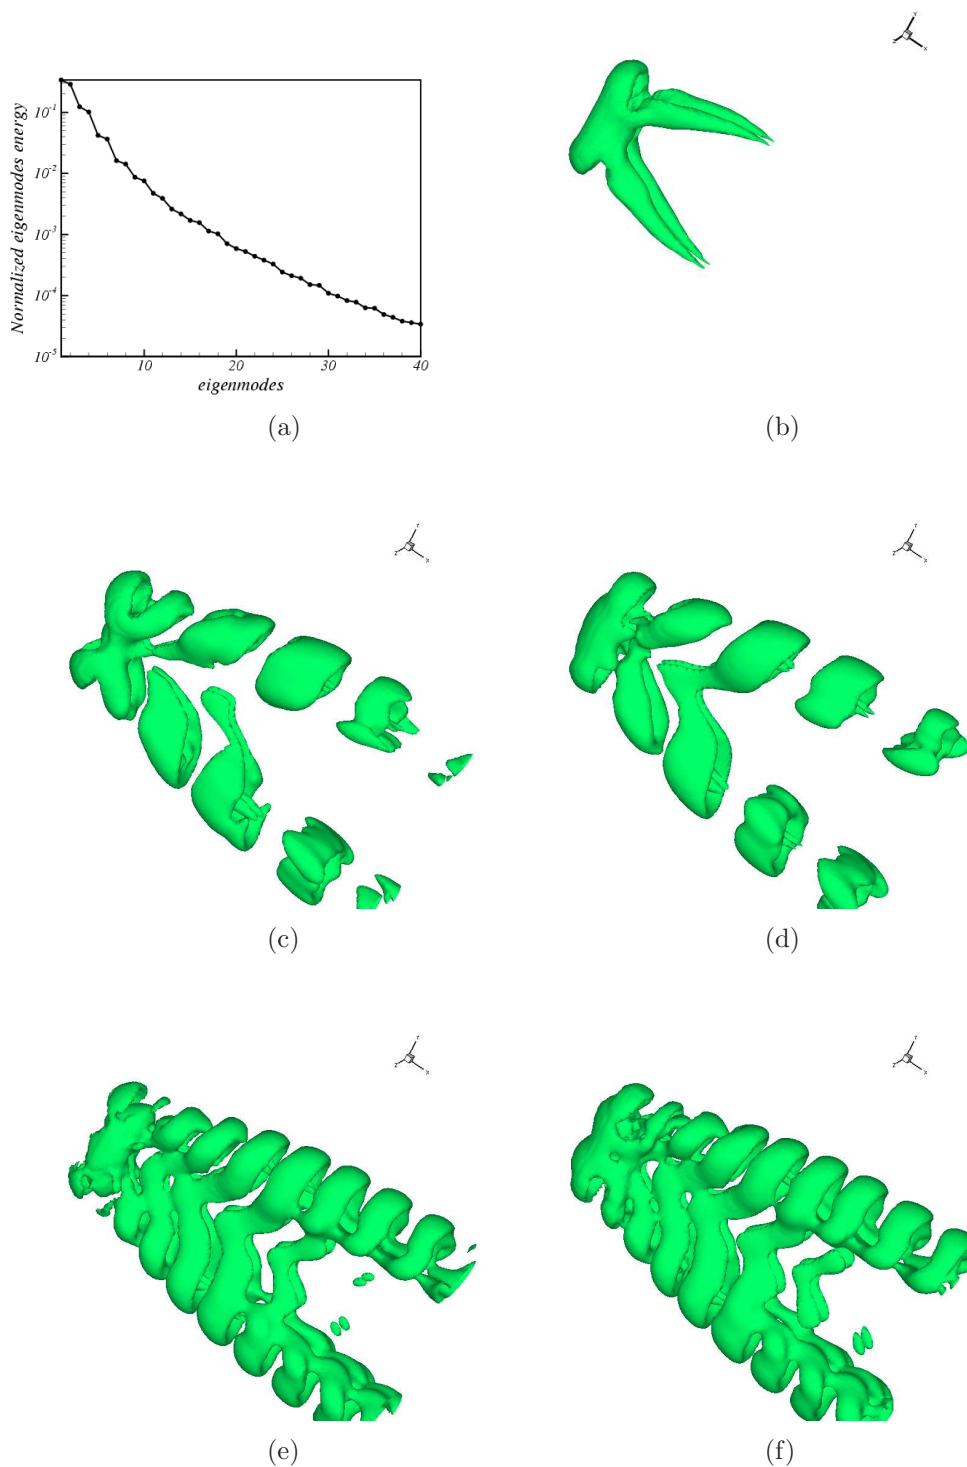 Y
Z
X
Normalized eigenmodes energy
10^-1
10^-2
10^-3
10^-4
10^-5
10
20
30
40
eigenmodes
(a)
(b)
Y
Z
X
Y
Z
X
(c)
(d)
Y
Z
X
Y
Z
X
(e)
(f)